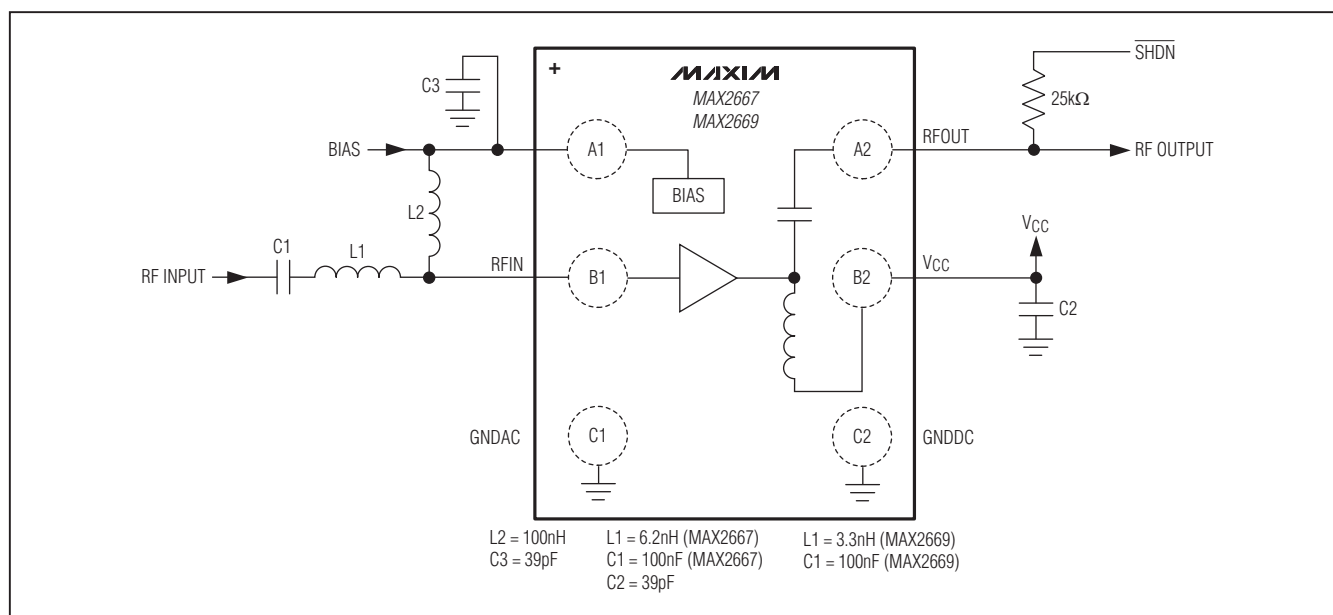 SHDN
+
MAXIM
MAX2667
MAX2669
C3
25kΩ
BIAS
A1
A2
RFOUT
RF OUTPUT
BIAS
L2
VCC
C1
L1
RF INPUT
RFIN
B1
B2
VCC
C2
GNDAC
C1
C2
GNDDC
L2 = 100nH L1 = 6.2nH (MAX2667) L1 = 3.3nH (MAX2669)
C3 = 39pF C1 = 100nF (MAX2667) C1 = 100nF (MAX2669)
C2 = 39pF